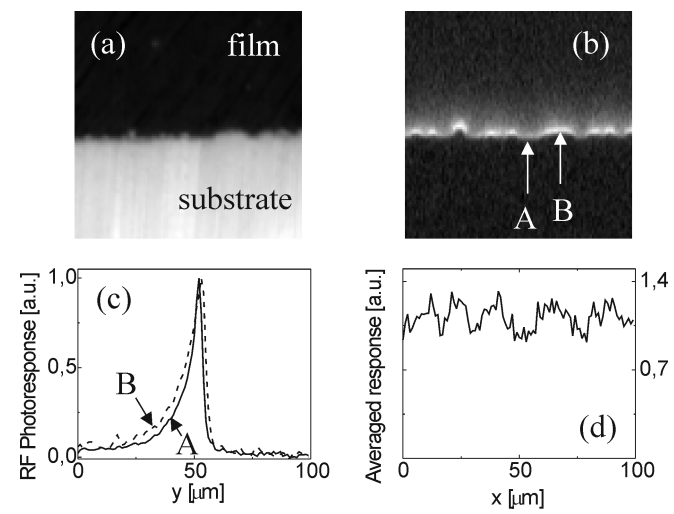 (a)
film
substrate
(b)
A
B
(c)
1,0
0,5
0,0
RF Photoresponse [a.u.]
B
A
0
50
100
y [µm]
Averaged response [a.u.]
1,4
0,7
(d)
0
50
100
x [µm]